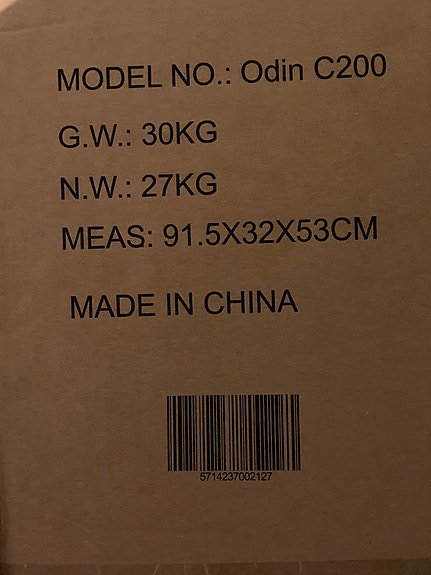 MODEL NO.: Odin C200
G.W.: 30KG
N.W.: 27KG
MEAS: 91.5X32X53CM
MADE IN CHINA
5714237002127